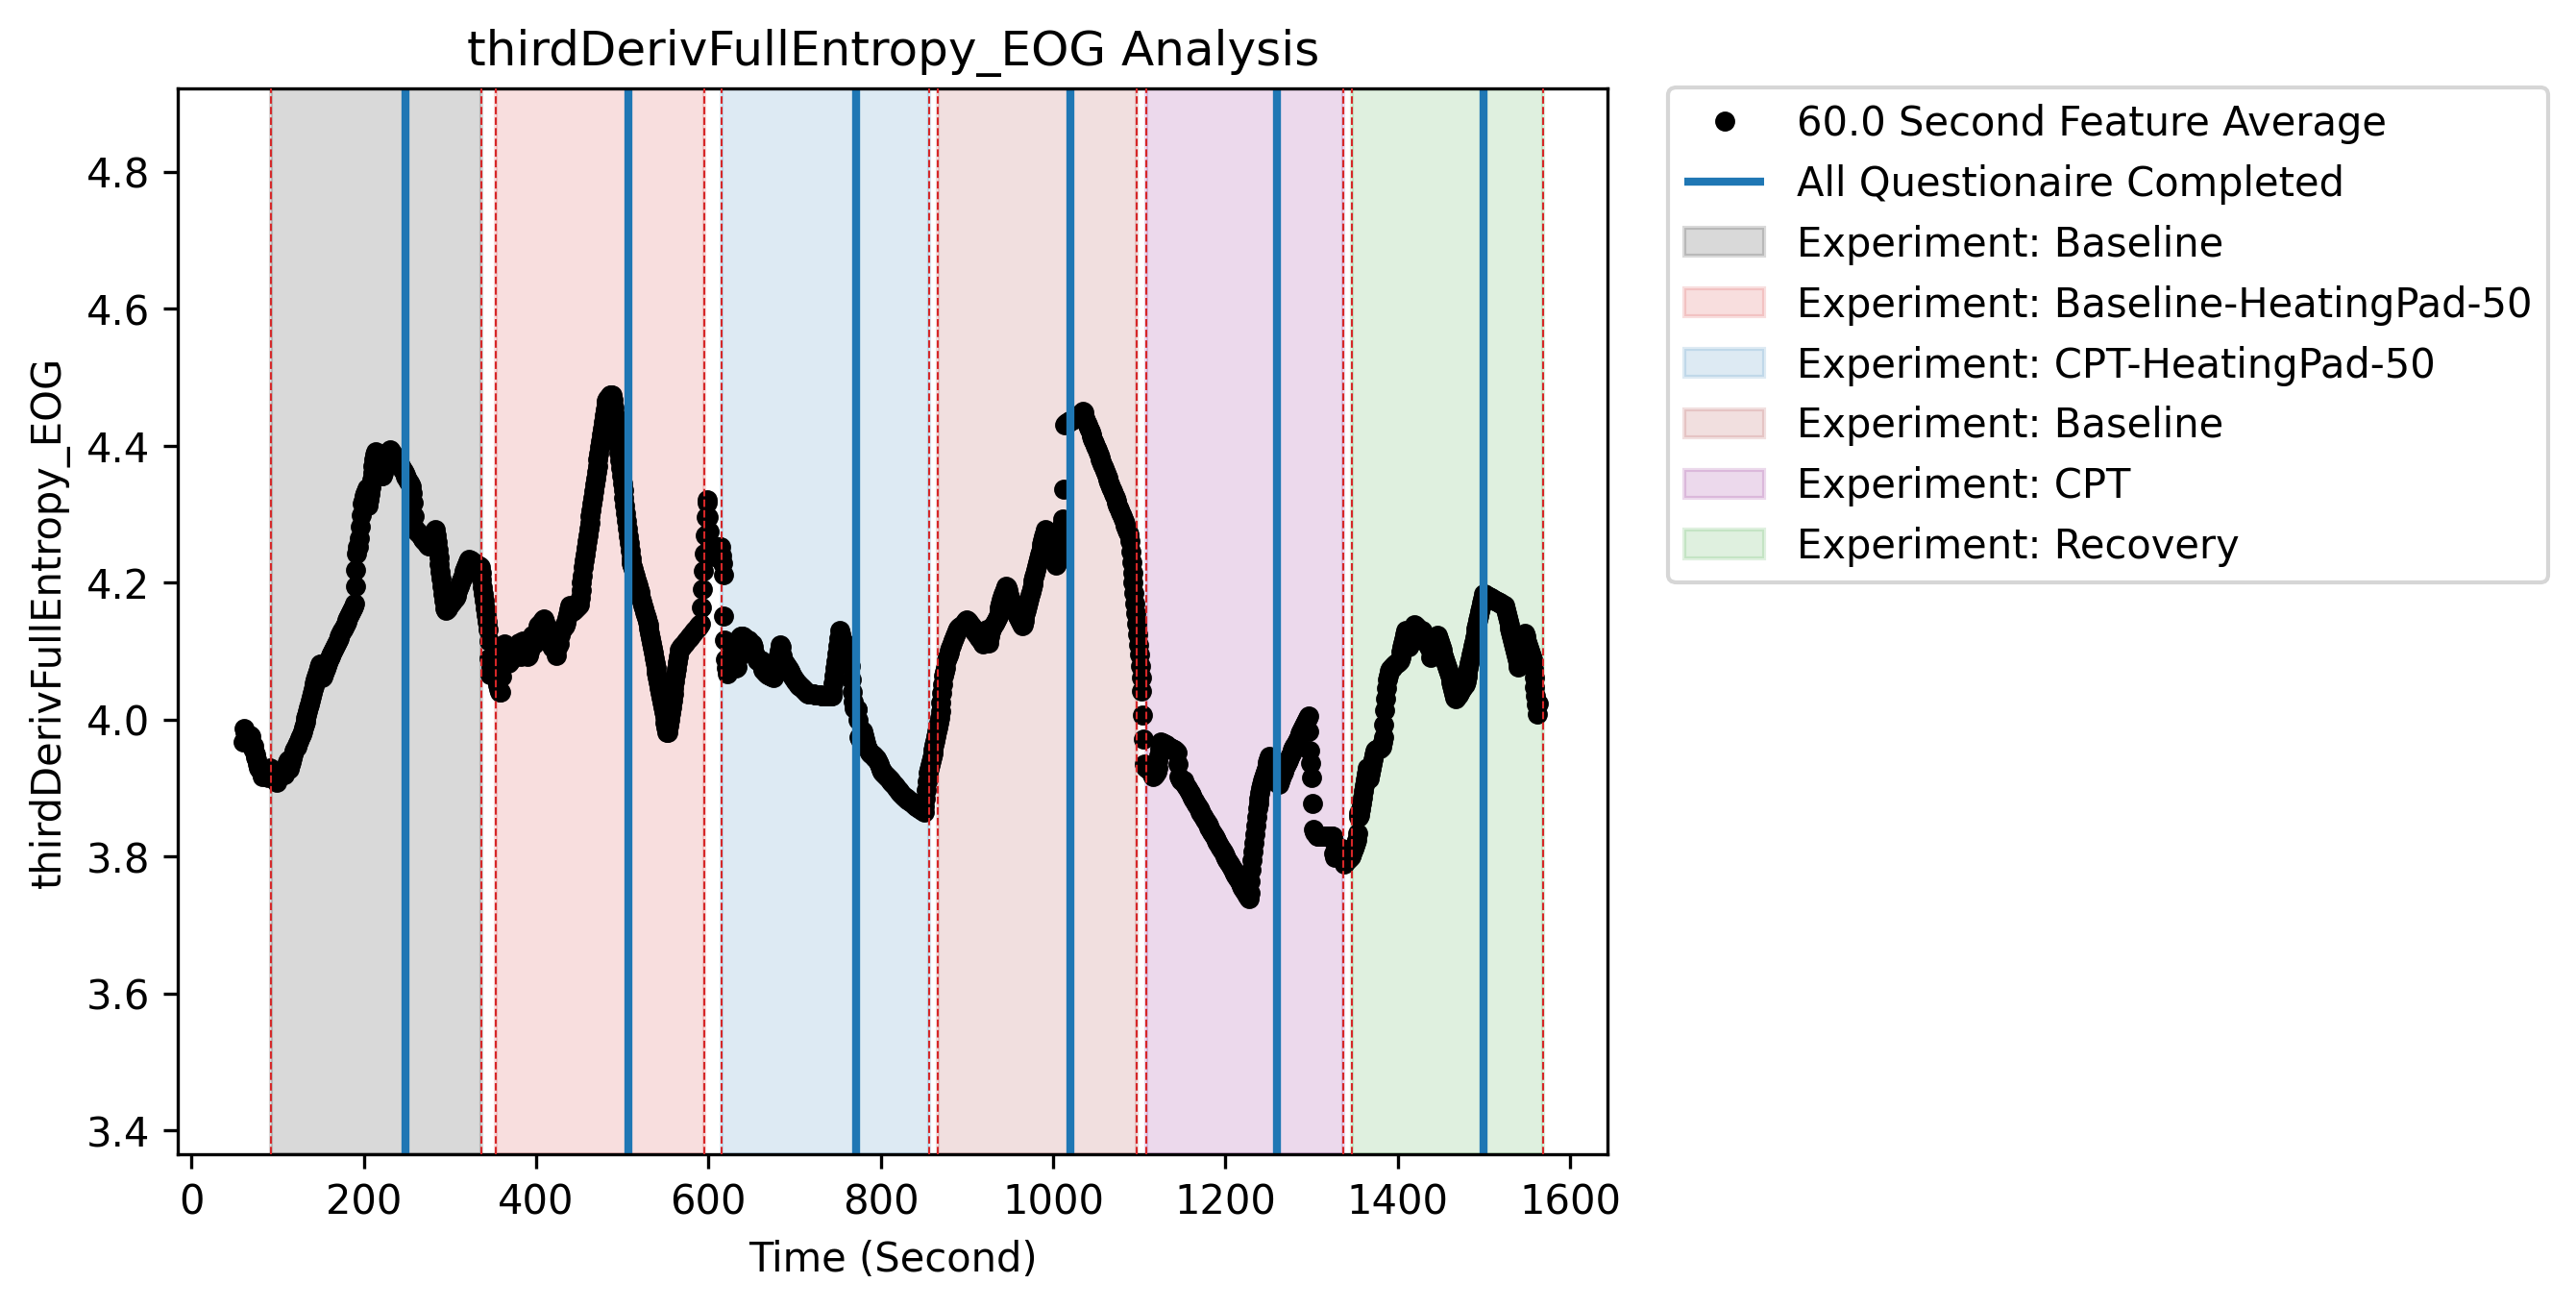 thirdDerivFullEntropy_EOG Analysis
thirdDerivFullEntropy_EOG
4.8
4.6
4.4
4.2
4.0
3.8
3.6
3.4
0 200 400 600 800 1000 1200 1400 1600
Time (Second)
60.0 Second Feature Average
All Questionaire Completed
Experiment: Baseline
Experiment: Baseline-HeatingPad-50
Experiment: CPT-HeatingPad-50
Experiment: Baseline
Experiment: CPT
Experiment: Recovery